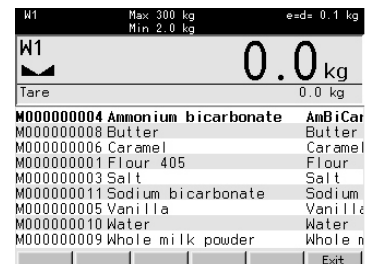 W1 Max 300 kg e=d= 0.1 kg
Min 2.0 kg
W1
0.0 kg
Tare 0.0 kg
M000000004 Ammonium bicarbonate AmBiCar
M000000008 Butter Butter
M000000006 Caramel Caramel
M000000001 Flour 405 Flour
M000000003 Salt Salt
M000000011 Sodium bicarbonate Sodium
M000000005 Vanilla Vanilla
M000000010 Water Water
M000000009 Whole milk powder Whole m
Exit